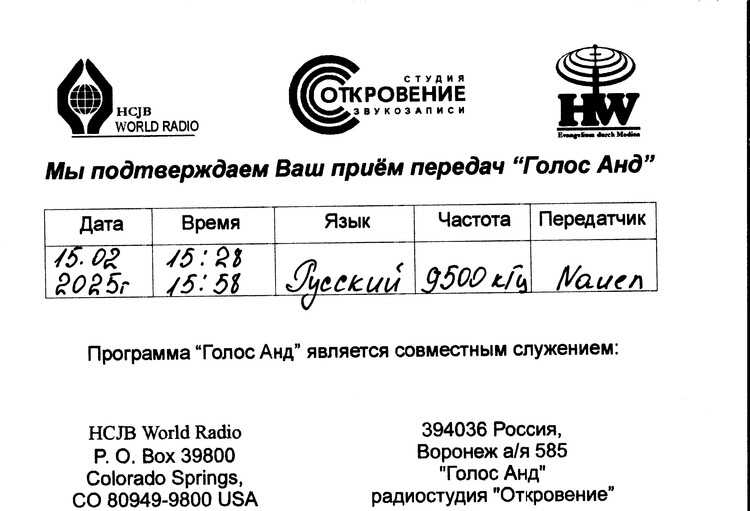 HCJB
WORLD RADIO
СТУДИЯ
ОТКРОВЕНИЕ
ЗВУКОЗАПИСИ
HW
Evangelium durch Medien
Мы подтверждаем Ваш приём передач “Голос Анд”
Дата Время Язык Частота Передатчик
15.02 15:28
2025г 15:58 Русский 9500 кГц Nauen
Программа “Голос Анд” является совместным служением:
HCJB World Radio
P. O. Box 39800
Colorado Springs,
CO 80949-9800 USA
394036 Россия,
Воронеж а/я 585
"Голос Анд"
радиостудия "Откровение"